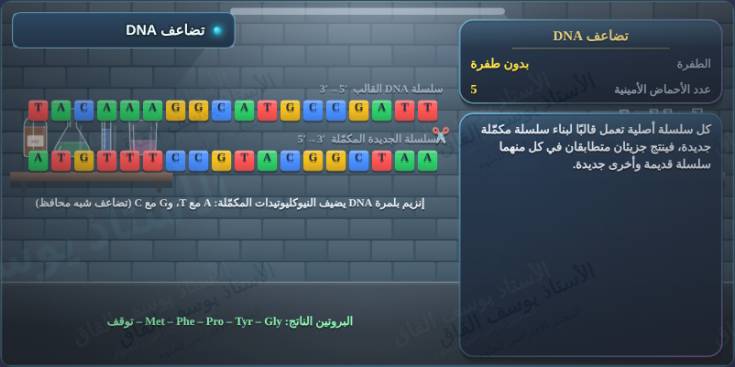 تضاعف DNA
تضاعف DNA
الطفرة
بدون طفرة
عدد الأحماض الأمينية
5
سلسلة DNA القالب 5′ – 3′
T A C A A A G G C A T G C C G A T T
سلسلة الجديدة المكمّلة 3′ – 5′
A T G T T T C C G T A C G G C T A A
إنزيم بلمرة DNA يضيف النيوكليوتيدات المكمّلة: A مع T، وG مع C (تضاعف شبه محافظ)
البروتين الناتج: Met – Phe – Pro – Tyr – Gly – توقف
كل سلسلة أصلية تعمل قالبًا لبناء سلسلة مكمّلة
جديدة، فينتج جزيئان متطابقان في كل منهما
سلسلة قديمة وأخرى جديدة.
الأستاذ يوسف